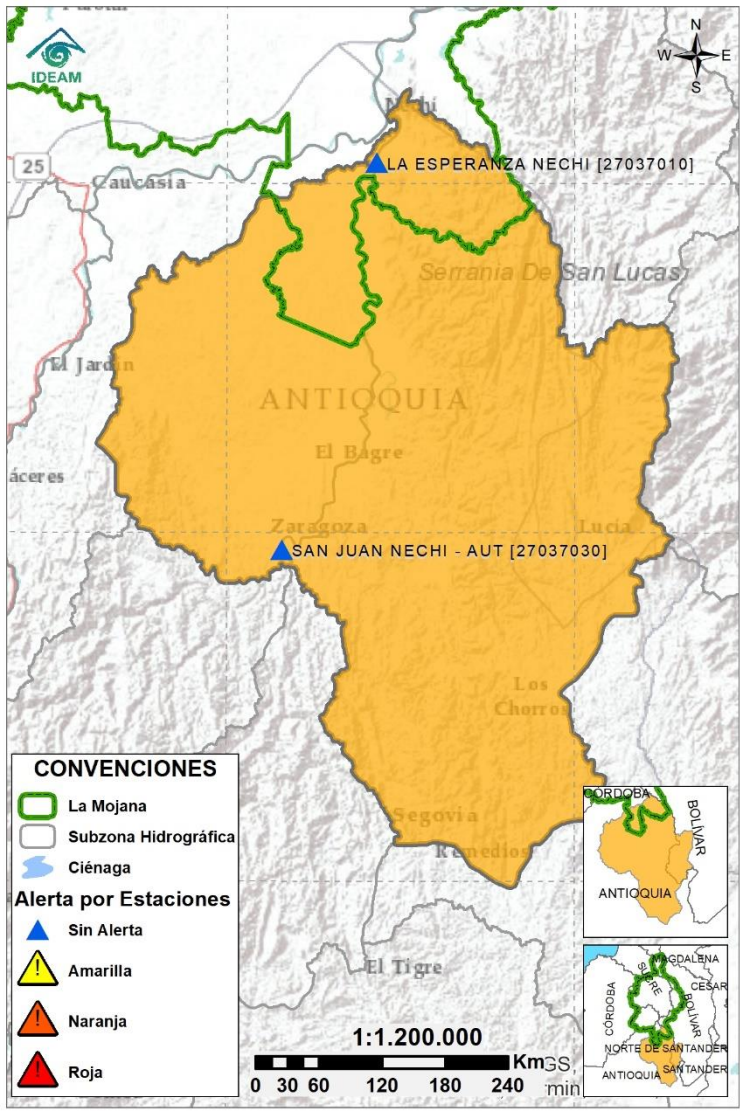 IDEAM
N
W E
S
Nechí
25
Caucasia
LA ESPERANZA NECHI [27037010]
Serranía De San Lucas
El Jardín
ANTIOQUIA
El Bagre
áceres
Zaragoza
Lucía
SAN JUAN NECHI - AUT [27037030]
Los
Chorros
Segovia
Remedios
El Tigre
CONVENCIONES
La Mojana
Subzona Hidrográfica
Ciénaga
Alerta por Estaciones
Sin Alerta
Amarilla
Naranja
Roja
1:1.200.000
Km
GS,
min
0 30 60 120 180 240
CÓRDOBA
BOLÍVAR
ANTIOQUIA
MAGDALENA
SUCRE
CESAR
CÓRDOBA
BOLÍVAR
NORTE DE SANTANDER
SANTANDER
ANTIOQUIA